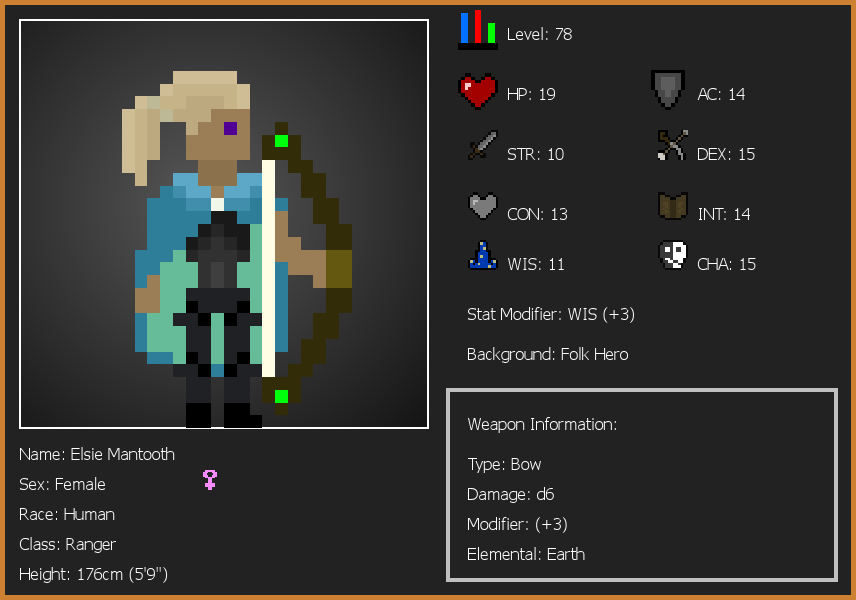 Level: 78
HP: 19
AC: 14
STR: 10
DEX: 15
CON: 13
INT: 14
WIS: 11
CHA: 15
Stat Modifier: WIS (+3)
Background: Folk Hero
Weapon Information:
Type: Bow
Damage: d6
Modifier: (+3)
Elemental: Earth
Name: Elsie Mantooth
Sex: Female
Race: Human
Class: Ranger
Height: 176cm (5'9")